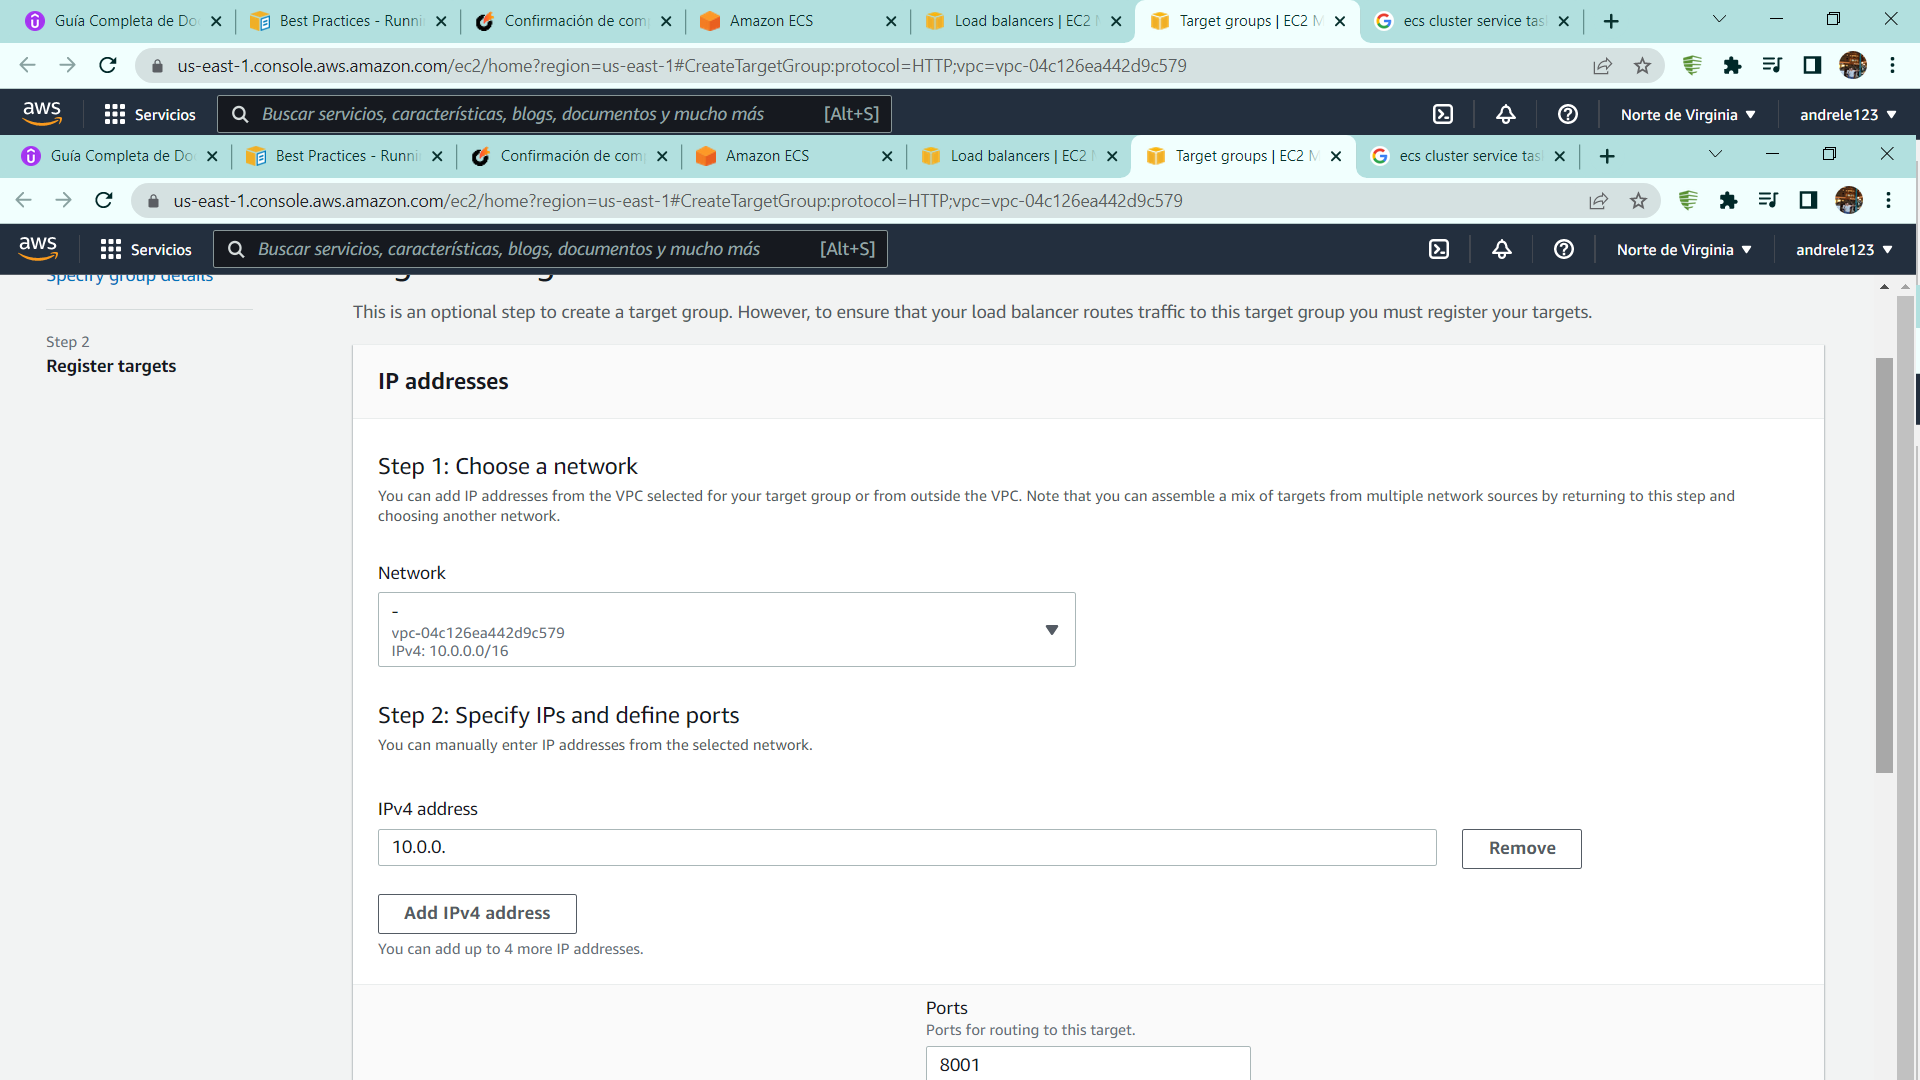 Guía Completa de Do
Best Practices - Runni
Confirmación de com
Amazon ECS
Load balancers | EC2
Target groups | EC2 M
ecs cluster service tas
us-east-1.console.aws.amazon.com/ec2/home?region=us-east-1#CreateTargetGroup:protocol=HTTP;vpc=vpc-04c126ea442d9c579
aws
Servicios
Buscar servicios, características, blogs, documentos y mucho más
[Alt+S]
Norte de Virginia
andrele123
Guía Completa de Do
Best Practices - Runni
Confirmación de com
Amazon ECS
Load balancers | EC2
Target groups | EC2 M
ecs cluster service tas
us-east-1.console.aws.amazon.com/ec2/home?region=us-east-1#CreateTargetGroup:protocol=HTTP;vpc=vpc-04c126ea442d9c579
aws
Servicios
Buscar servicios, características, blogs, documentos y mucho más
[Alt+S]
Norte de Virginia
andrele123
Specify group details
Step 2
Register targets
This is an optional step to create a target group. However, to ensure that your load balancer routes traffic to this target group you must register your targets.
IP addresses
Step 1: Choose a network
You can add IP addresses from the VPC selected for your target group or from outside the VPC. Note that you can assemble a mix of targets from multiple network sources by returning to this step and
choosing another network.
Network
-
vpc-04c126ea442d9c579
IPv4: 10.0.0.0/16
Step 2: Specify IPs and define ports
You can manually enter IP addresses from the selected network.
IPv4 address
10.0.0.
Remove
Add IPv4 address
You can add up to 4 more IP addresses.
Ports
Ports for routing to this target.
8001